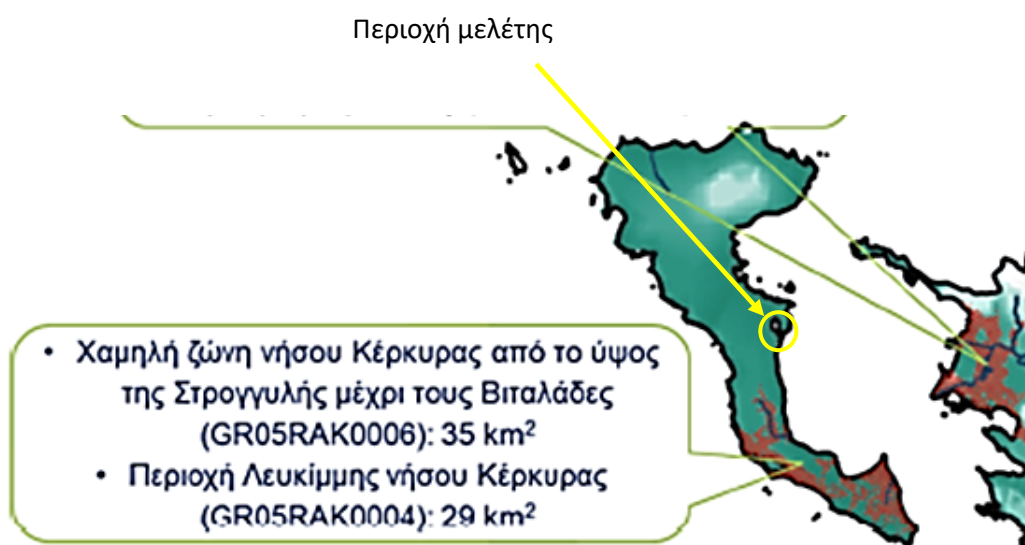 Περιοχή μελέτης
• Χαμηλή ζώνη νήσου Κέρκυρας από το ύψος
της Στρογγυλής μέχρι τους Βιταλάδες
(GR05RAK0006): 35 km²
• Περιοχή Λευκίμμης νήσου Κέρκυρας
(GR05RAK0004): 29 km²